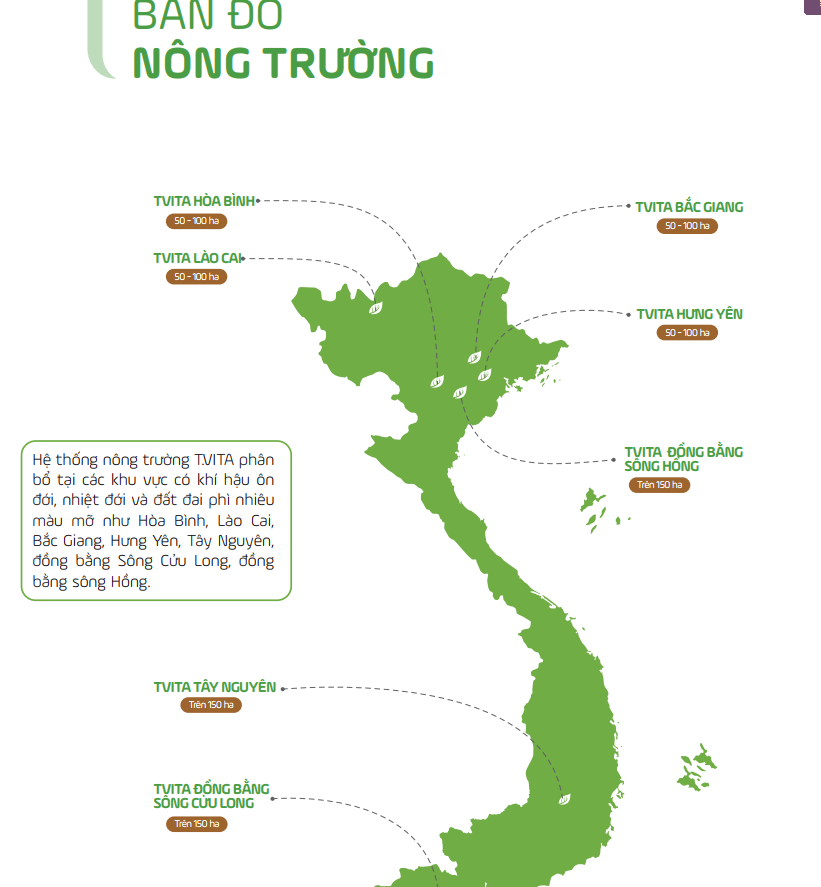 BẢN ĐỒ
NÔNG TRƯỜNG
TVITA HÒA BÌNH
50 - 100 ha
TVITA BẮC GIANG
50 - 100 ha
TVITA LÀO CAI
50 - 100 ha
TVITA HƯNG YÊN
50 - 100 ha
TVITA ĐỒNG BẰNG
SÔNG HỒNG
Trên 150 ha
Hệ thống nông trường T.VITA phân
bổ tại các khu vực có khí hậu ôn
đới, nhiệt đới và đất đai phì nhiêu
màu mỡ như Hòa Bình, Lào Cai,
Bắc Giang, Hưng Yên, Tây Nguyên,
đồng bằng Sông Cửu Long, đồng
bằng sông Hồng.
TVITA TÂY NGUYÊN
Trên 150 ha
TVITA ĐỒNG BẰNG
SÔNG CỬU LONG
Trên 150 ha